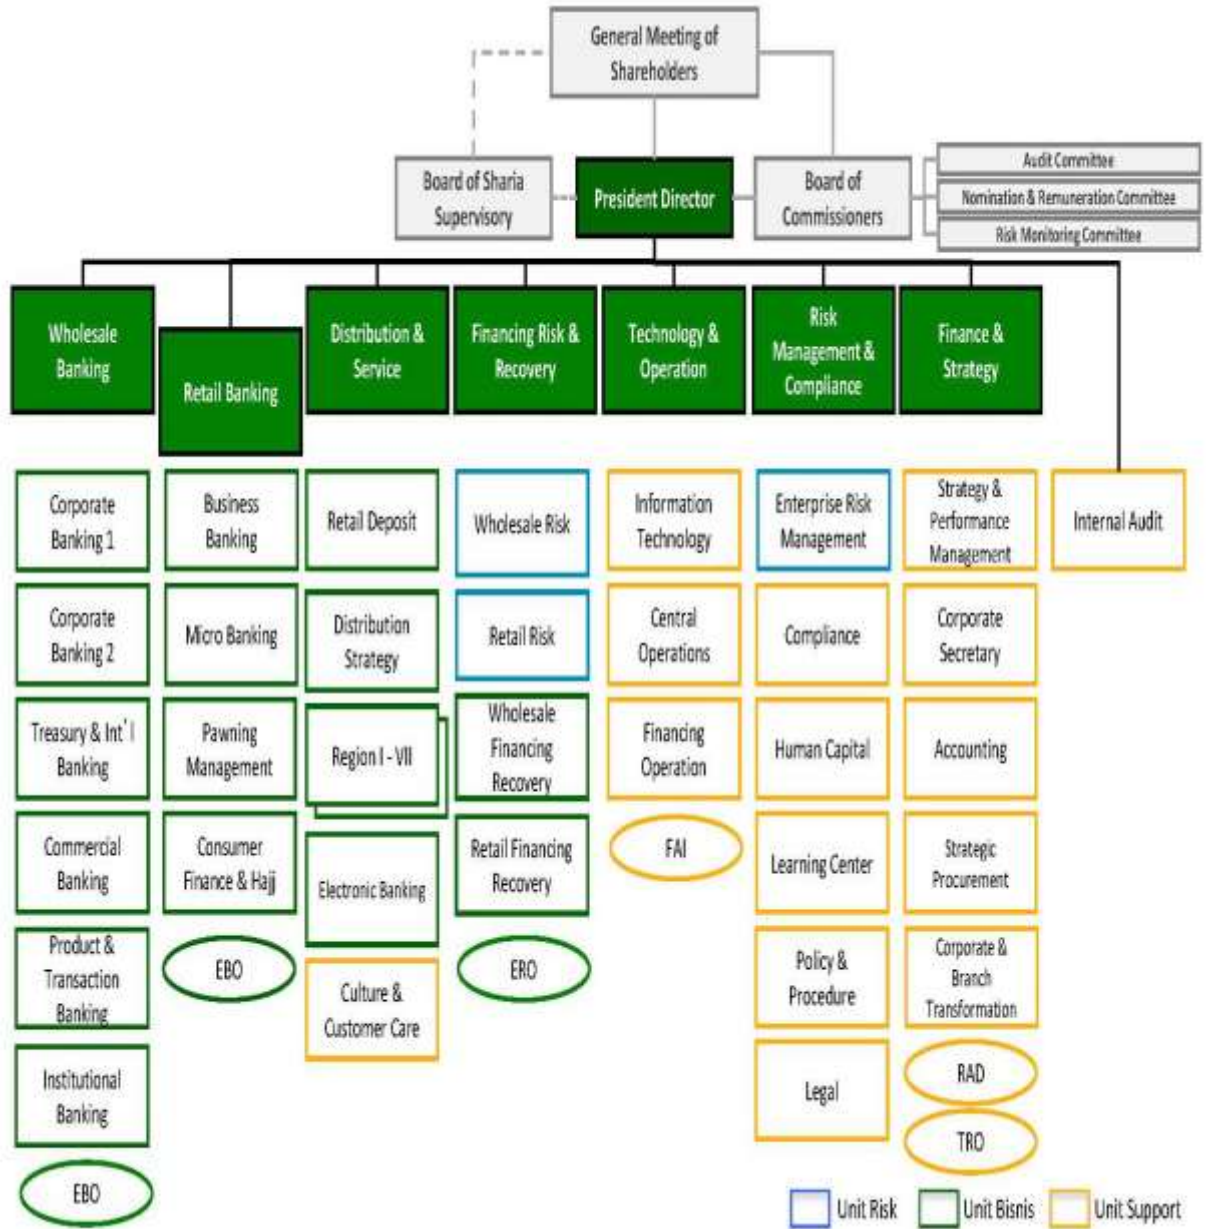 General Meeting of
Shareholders
Board of Sharia
Supervisory
President Director
Board of
Commissioners
Audit Committee
Nomination & Remuneration Committee
Risk Monitoring Committee
Wholesale
Banking
Retail Banking
Distribution &
Service
Financing Risk &
Recovery
Technology &
Operation
Risk
Management &
Compliance
Finance &
Strategy
Corporate
Banking 1
Corporate
Banking 2
Treasury & Int'l
Banking
Commercial
Banking
Product &
Transaction
Banking
Institutional
Banking
EBO
Business
Banking
Micro Banking
Pawning
Management
Consumer
Finance & Hajj
EBO
Retail Deposit
Distribution
Strategy
Region I - VII
Electronic Banking
Culture &
Customer Care
Wholesale Risk
Retail Risk
Wholesale
Financing
Recovery
Retail Financing
Recovery
ERO
Information
Technology
Central
Operations
Financing
Operation
FAI
Enterprise Risk
Management
Compliance
Human Capital
Learning Center
Policy &
Procedure
Legal
Strategy &
Performance
Management
Corporate
Secretary
Accounting
Strategic
Procurement
Corporate &
Branch
Transformation
RAD
TRO
Internal Audit
Unit Risk
Unit Bisnis
Unit Support